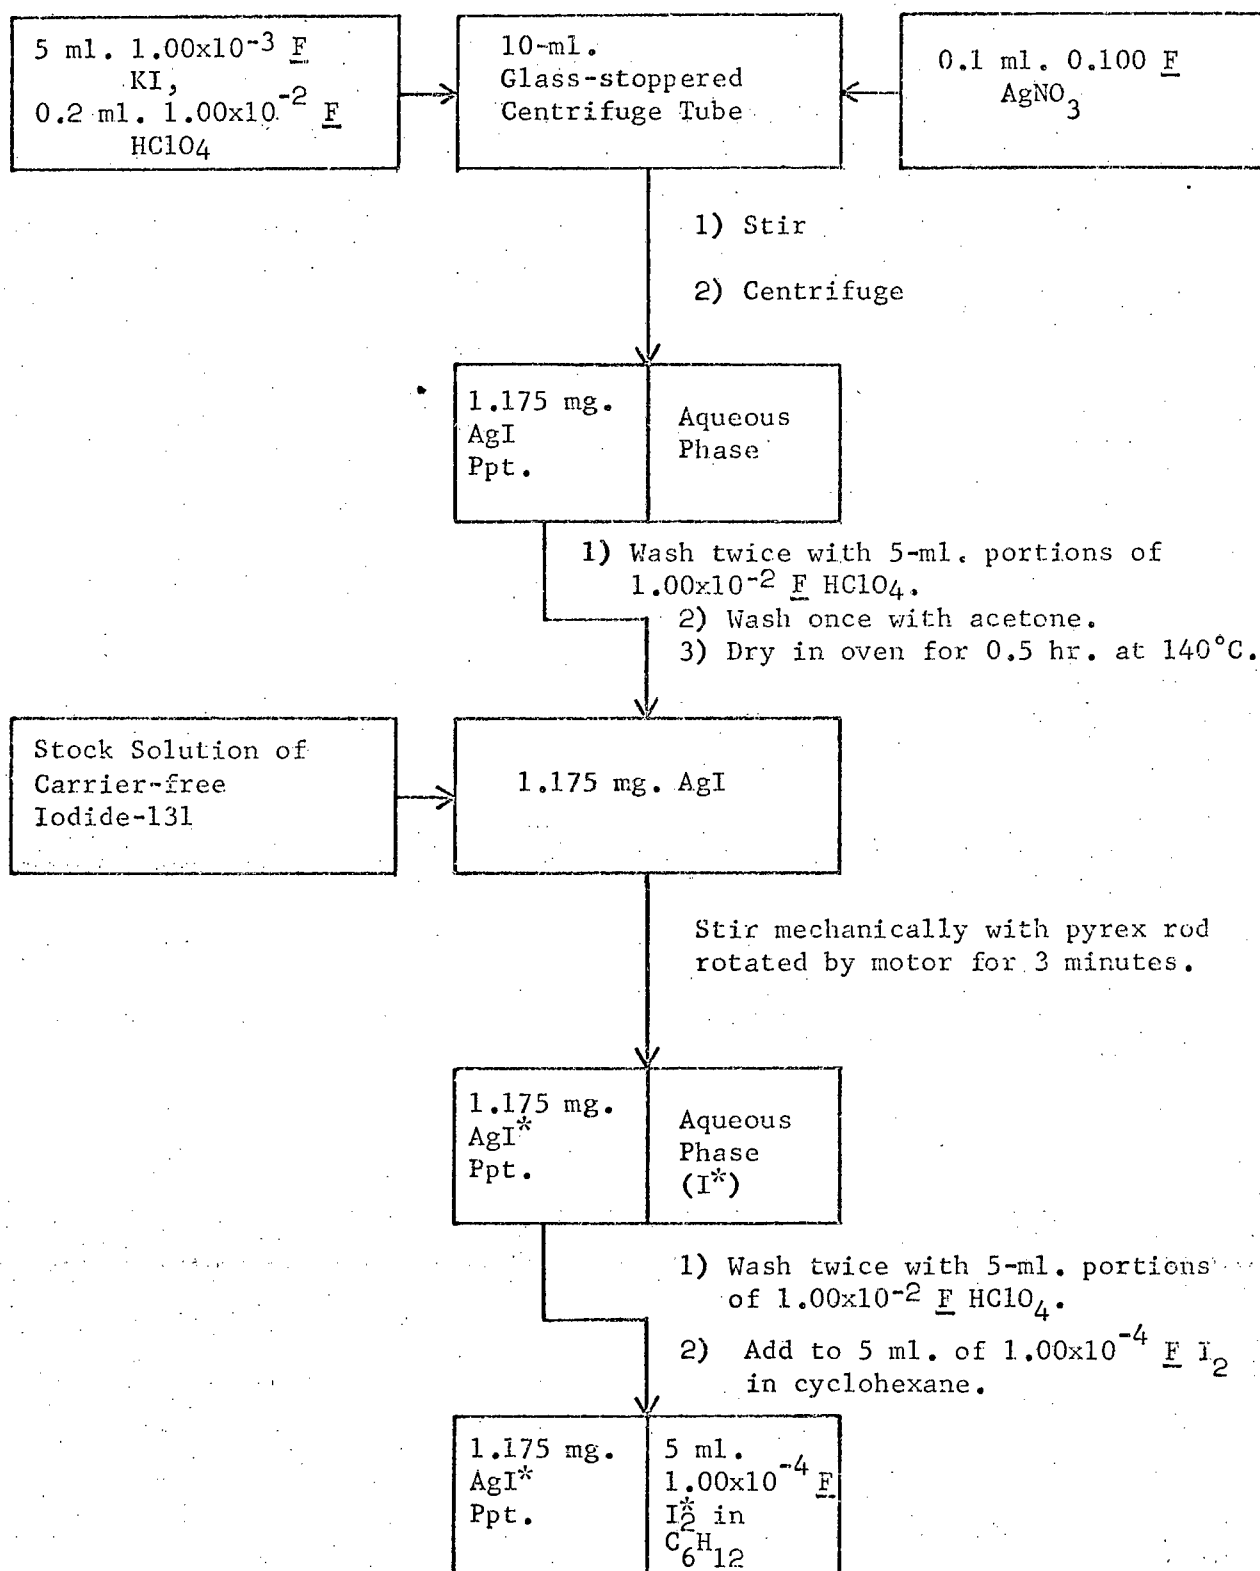 5 ml. 1.00x10-3 F
KI,
0.2 ml. 1.00x10-2 F
HClO4
10-ml.
Glass-stoppered
Centrifuge Tube
0.1 ml. 0.100 F
AgNO3
1) Stir
2) Centrifuge
1.175 mg.
AgI
Ppt.
Aqueous
Phase
1) Wash twice with 5-ml. portions of
1.00x10-2 F HClO4.
2) Wash once with acetone.
3) Dry in oven for 0.5 hr. at 140°C.
Stock Solution of
Carrier-free
Iodide-131
1.175 mg. AgI
Stir mechanically with pyrex rod
rotated by motor for 3 minutes.
1.175 mg.
AgI*
Ppt.
Aqueous
Phase
(I*)
1) Wash twice with 5-ml. portions
of 1.00x10-2 F HClO4.
2) Add to 5 ml. of 1.00x10-4 F I2
in cyclohexane.
1.175 mg.
AgI*
Ppt.
5 ml.
1.00x10-4 F
I2* in
C6H12